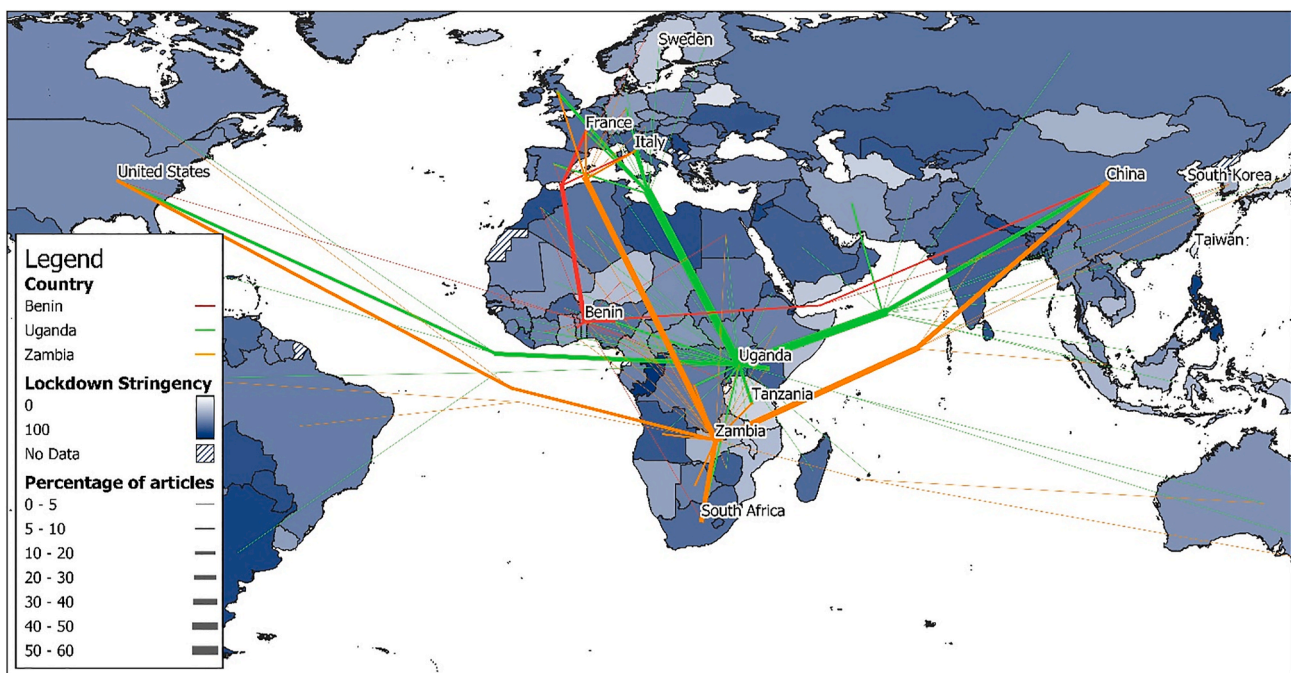 Sweden
France
Italy
United States
China
South Korea
Taiwan
Benin
Uganda
Tanzania
Zambia
South Africa
Legend
Country
Benin
Uganda
Zambia
Lockdown Stringency
0
100
No Data
Percentage of articles
0 - 5
5 - 10
10 - 20
20 - 30
30 - 40
40 - 50
50 - 60